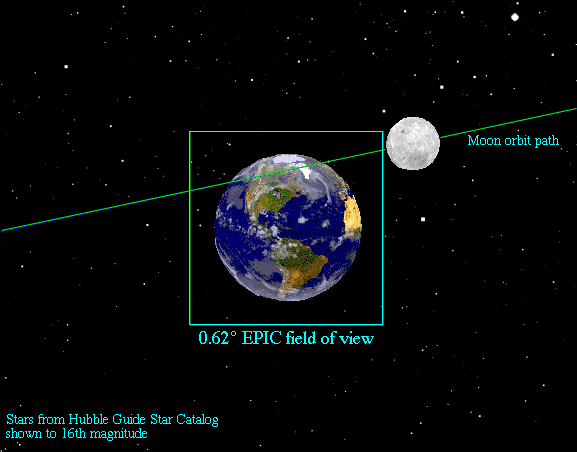 Moon orbit path
0.62° EPIC field of view
Stars from Hubble Guide Star Catalog
shown to 16th magnitude